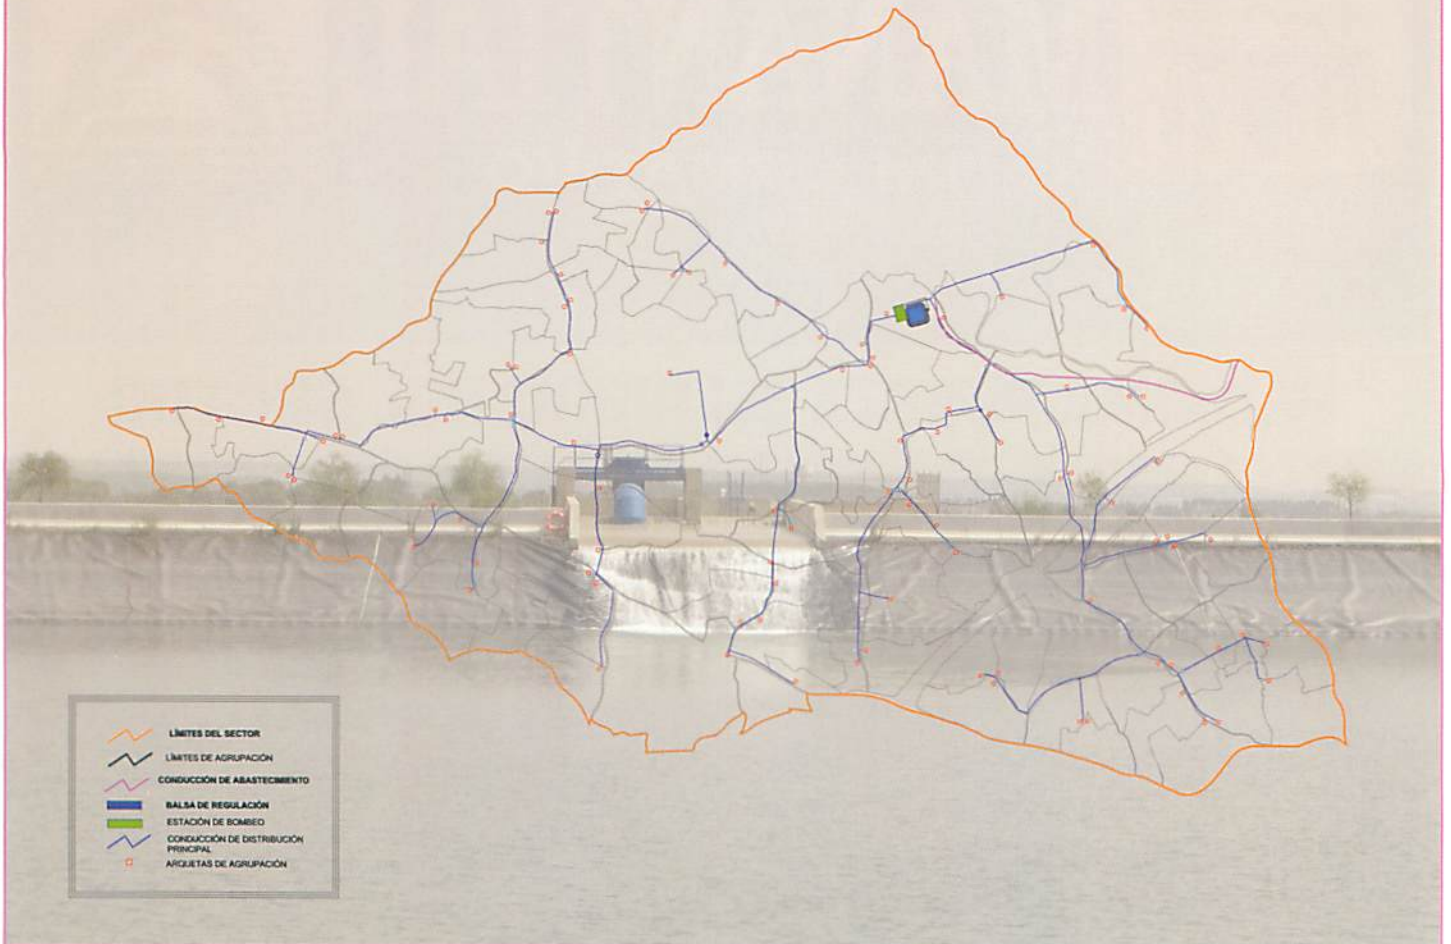 LÍMITES DEL SECTOR
LÍMITES DE AGRUPACIÓN
CONDUCCIÓN DE ABASTECIMIENTO
BALSA DE REGULACIÓN
ESTACIÓN DE BOMBEO
CONDUCCIÓN DE DISTRIBUCIÓN
PRINCIPAL
ARQUETAS DE AGRUPACIÓN